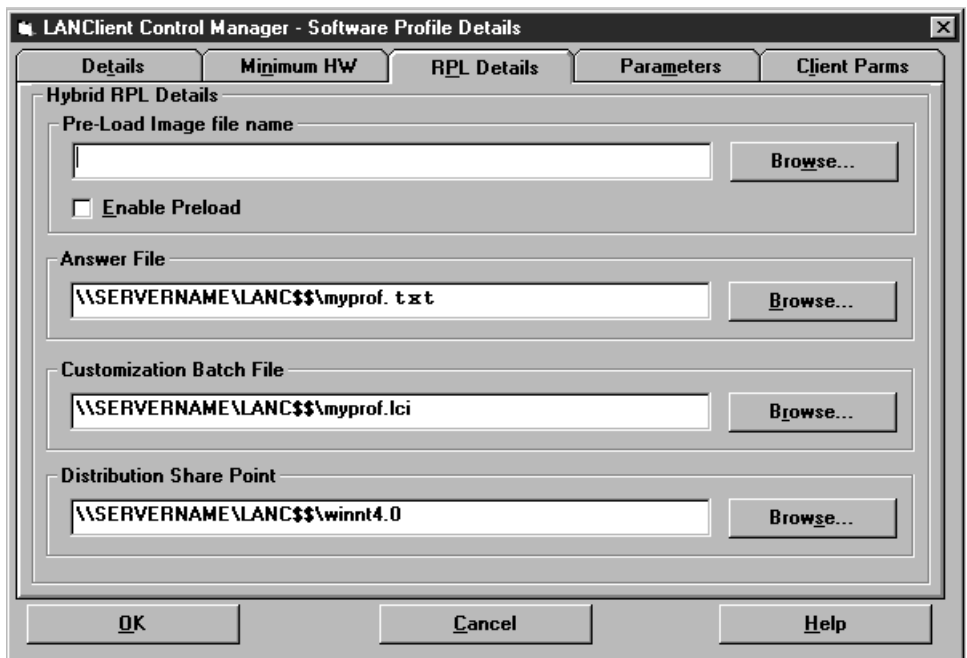 LANClient Control Manager - Software Profile Details
Details Minimum HW RPL Details Parameters Client Parms
Hybrid RPL Details
Pre-Load Image file name
Browse...
Enable Preload
Answer File
\\SERVERNAME\LANC$$\myprof. txt Browse...
Customization Batch File
\\SERVERNAME\LANC$$\myprof.lci Browse...
Distribution Share Point
\\SERVERNAME\LANC$$\winnt4.0 Browse...
OK Cancel Help